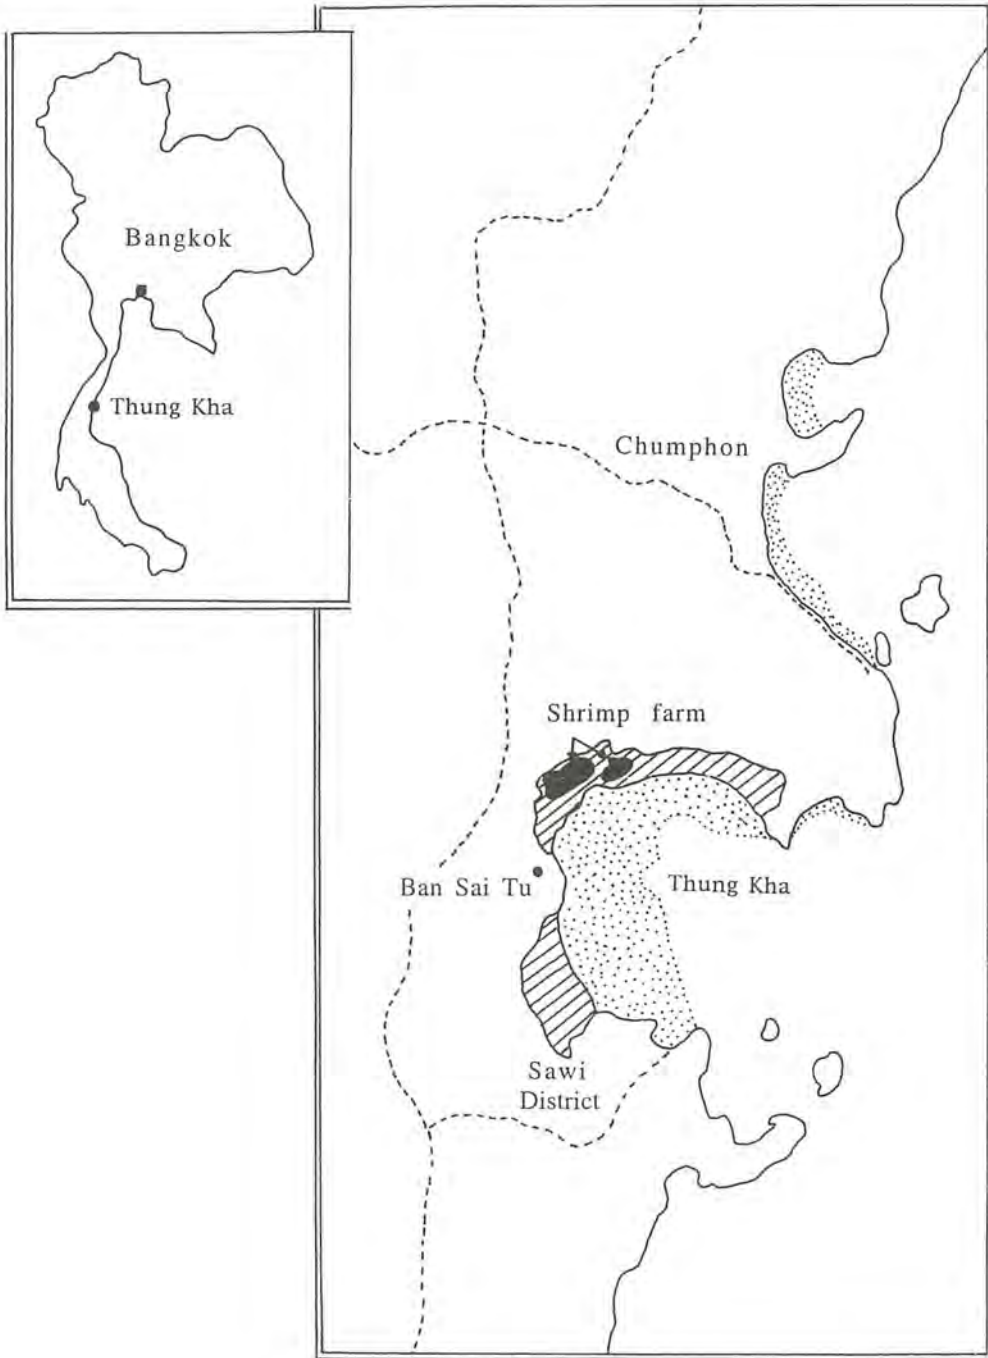 Bangkok
Thung Kha
Chumphon
Shrimp farm
Ban Sai Tu
Thung Kha
Sawi
District